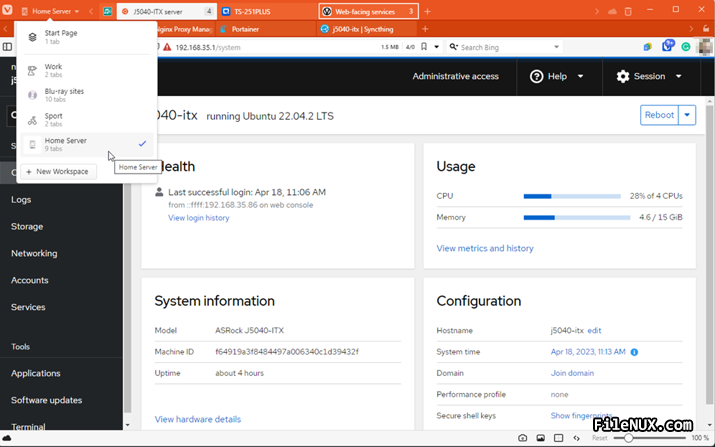 Home Server
J5040-ITX server
4
TS-251PLUS
Web-facing services
3
Nginx Proxy Manag
Portainer
j5040-itx | Syncthing
192.168.35.1/system
1.5 MB
4/0
Search Bing
Start Page
1 tab
Work
2 tabs
Blu-ray sites
10 tabs
Sport
2 tabs
Home Server
9 tabs
Home Server
+ New Workspace
Administrative access
Help
Session
040-itx running Ubuntu 22.04.2 LTS
Reboot
Health
Last successful login: Apr 18, 11:06 AM
from ::ffff:192.168.35.86 on web console
View login history
Usage
CPU
28% of 4 CPUs
Memory
4.6 / 15 GiB
View metrics and history
Logs
Storage
Networking
Accounts
Services
Tools
Applications
Software updates
Terminal
System information
Model
ASRock J5040-ITX
Machine ID
f64919a3f8484497a006340c1d39432f
Uptime
about 4 hours
View hardware details
Configuration
Hostname
j5040-itx edit
System time
Apr 18, 2023, 11:13 AM
Domain
Join domain
Performance profile
none
Secure shell keys
Show fingerprints
FileNUX.com
Reset
100 %